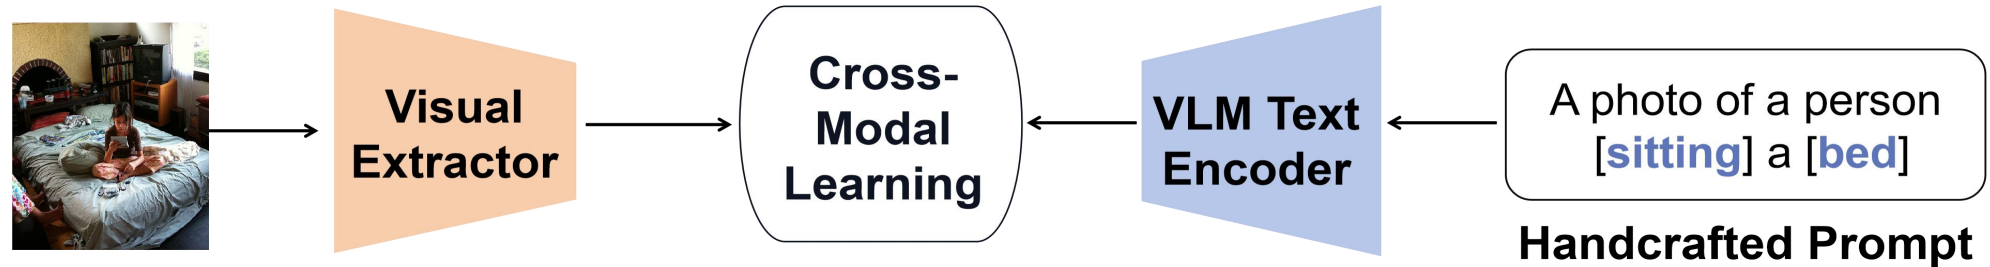 Visual
Extractor
Cross-
Modal
Learning
VLM Text
Encoder
A photo of a person
[sitting] a [bed]
Handcrafted Prompt